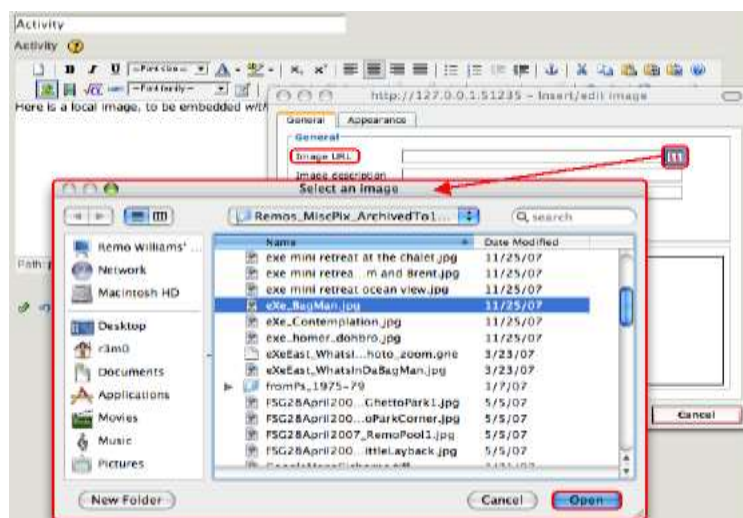 Activity
Activity
B I U
Here is a local image, to be embedded
http://127.0.0.1:51235 - Insert/edit image
General Appearance
General
Image URL
Image description
Select an image
Remos_MiscPix_ArchivedTo1...
search
Name Date Modified
Remo Williams' ...
Network
Macintosh HD
Desktop
r3m0
Documents
Applications
Movies
Music
Pictures
exe mini retreat at the chalet.jpg 11/25/07
exe mini retrea...m and Brent.jpg 11/25/07
exe mini retreat ocean view.jpg 11/25/07
eXe_BagMan.jpg 11/25/07
eXe_Contemplation.jpg 11/25/07
exe_homer_dohbro.jpg 11/25/07
eXeEast_WhatsI...hoto_zoom.gne 3/23/07
eXeEast_WhatsInDaBagMan.jpg 3/23/07
fromPs_1975-79 1/7/07
FSG28April200...GhettoPark1.jpg 5/5/07
FSG28April200...oParkCorner.jpg 5/5/07
FSG28April2007_RemoPool1.jpg 5/5/07
FSG28April200...ittleLayback.jpg 5/5/07
Path:
Cancel
New Folder
Cancel
Open